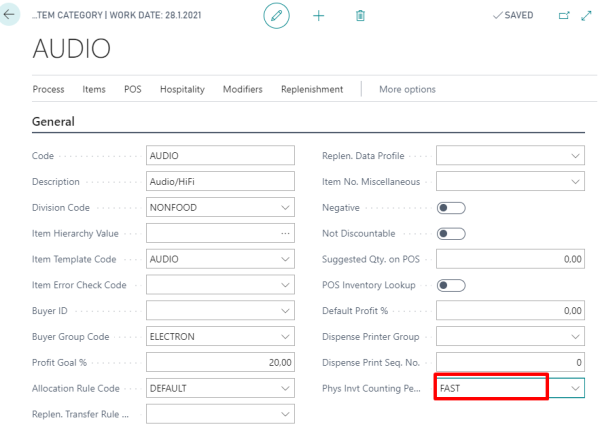 ...TEM CATEGORY | WORK DATE: 28.1.2021
SAVED
AUDIO
Process Items POS Hospitality Modifiers Replenishment More options
General
Code AUDIO
Description Audio/HiFi
Division Code NONFOOD
Item Hierarchy Value ...
Item Template Code AUDIO
Item Error Check Code
Buyer ID
Buyer Group Code ELECTRON
Profit Goal % 20,00
Allocation Rule Code DEFAULT
Replen. Transfer Rule ...
Replen. Data Profile
Item No. Miscellaneous
Negative
Not Discountable
Suggested Qty. on POS 0,00
POS Inventory Lookup
Default Profit % 0,00
Dispense Printer Group
Dispense Print Seq. No. 0
Phys Invt Counting Pe... FAST